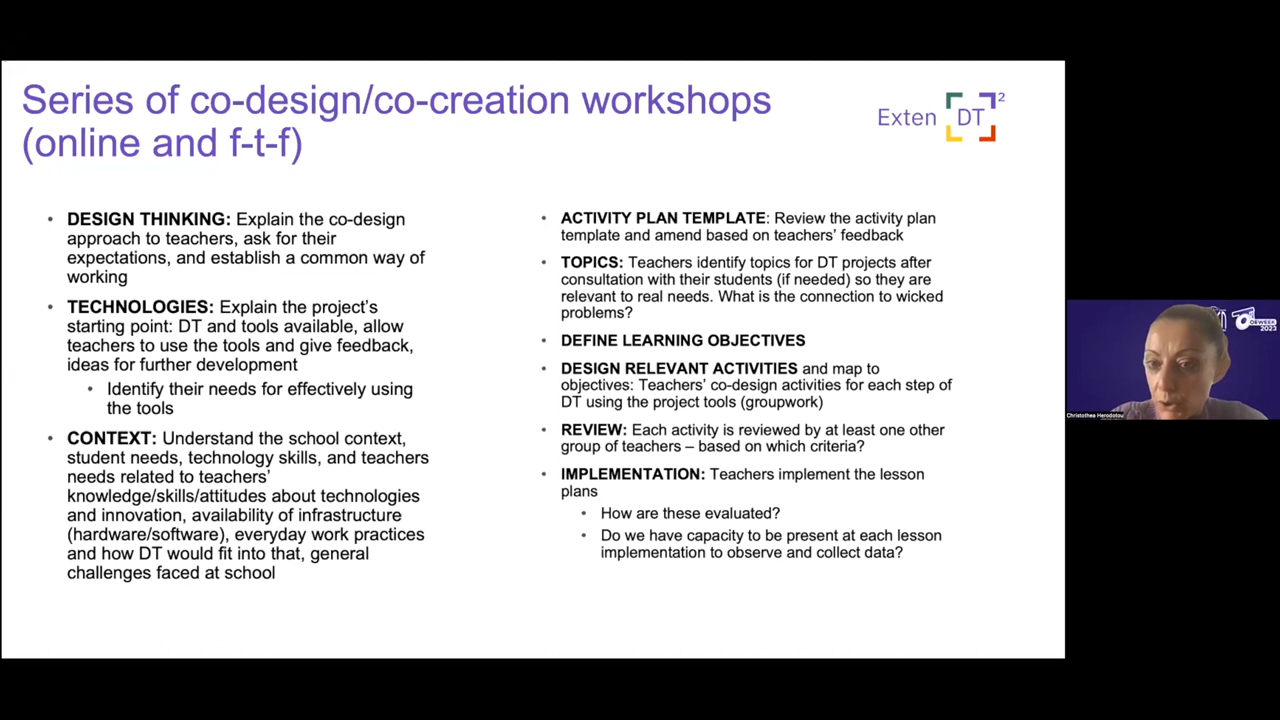 Series of co-design/co-creation workshops
(online and f-t-f)
Exten DT 2
• DESIGN THINKING: Explain the co-design
approach to teachers, ask for their
expectations, and establish a common way of
working
• TECHNOLOGIES: Explain the project's
starting point: DT and tools available, allow
teachers to use the tools and give feedback,
ideas for further development
• Identify their needs for effectively using
the tools
• CONTEXT: Understand the school context,
student needs, technology skills, and teachers
needs related to teachers'
knowledge/skills/attitudes about technologies
and innovation, availability of infrastructure
(hardware/software), everyday work practices
and how DT would fit into that, general
challenges faced at school
• ACTIVITY PLAN TEMPLATE: Review the activity plan
template and amend based on teachers' feedback
• TOPICS: Teachers identify topics for DT projects after
consultation with their students (if needed) so they are
relevant to real needs. What is the connection to wicked
problems?
• DEFINE LEARNING OBJECTIVES
• DESIGN RELEVANT ACTIVITIES and map to
objectives: Teachers' co-design activities for each step of
DT using the project tools (groupwork)
• REVIEW: Each activity is reviewed by at least one other
group of teachers – based on which criteria?
• IMPLEMENTATION: Teachers implement the lesson
plans
• How are these evaluated?
• Do we have capacity to be present at each lesson
implementation to observe and collect data?
OEWEEK
2023
Christothea Herodotou